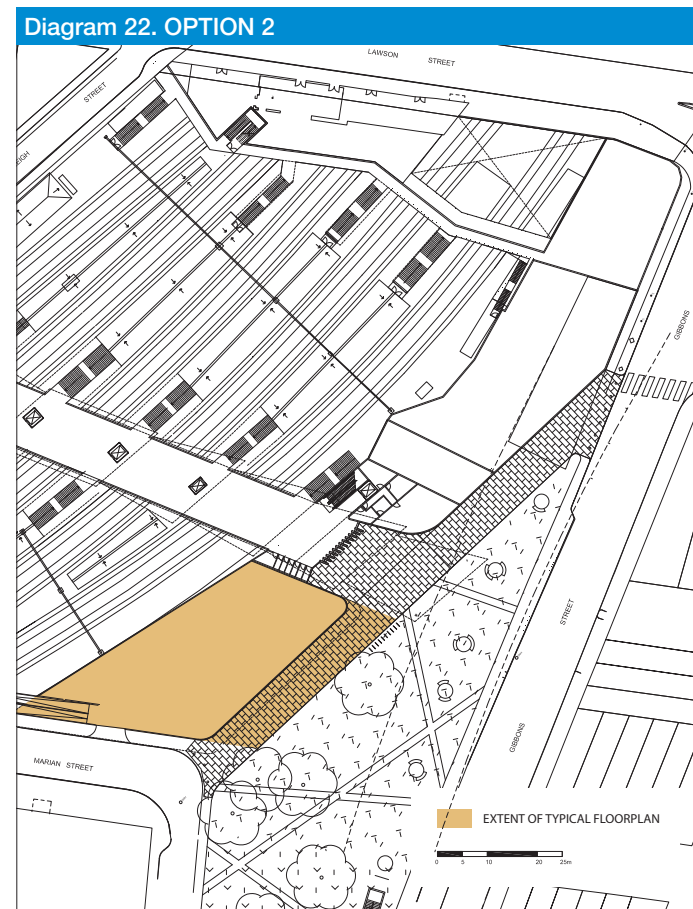 Diagram 22. OPTION 2
LAWSON STREET
STREET
EIGH
GIBBONS
STREET
GIBBONS
MARIAN STREET
EXTENT OF TYPICAL FLOORPLAN
0 5 10 20 25m